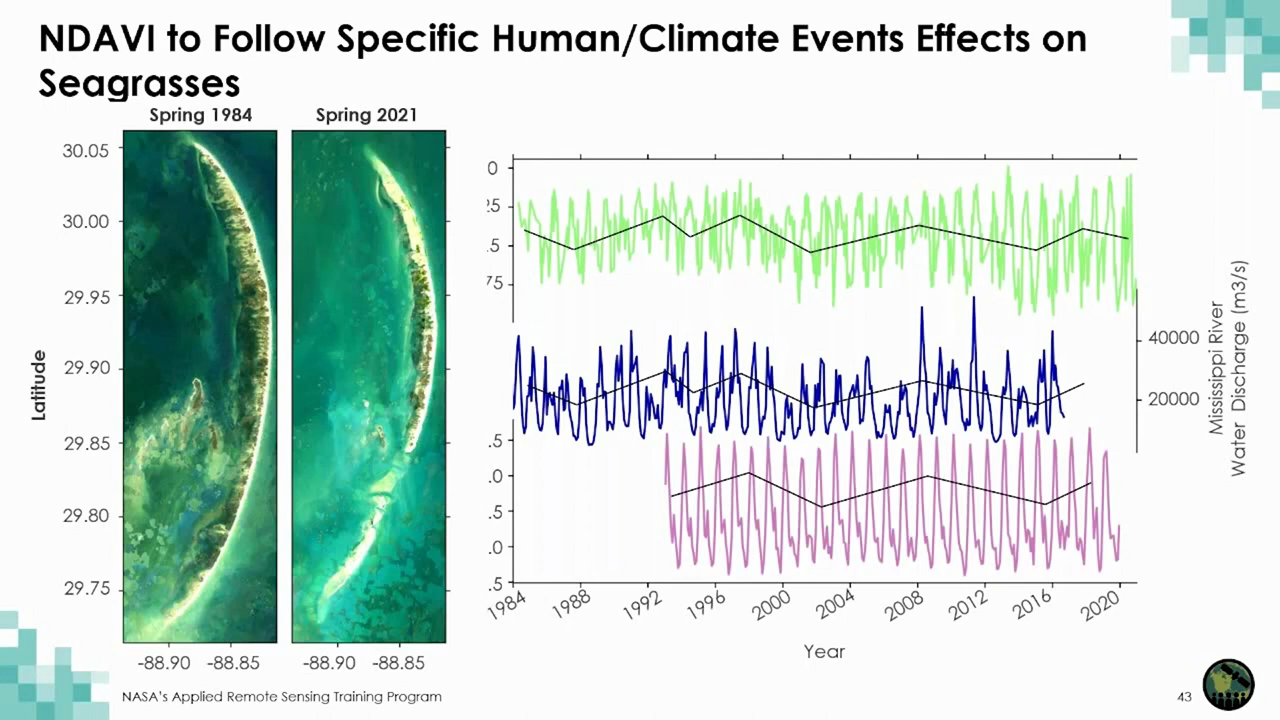 NDAVI to Follow Specific Human/Climate Events Effects on
Seagrasses
Spring 1984
Spring 2021
30.05
30.00
29.95
29.90
29.85
29.80
29.75
Latitude
-88.90 -88.85
-88.90 -88.85
0
.5
.5
75
40000
20000
Mississippi River
Water Discharge (m3/s)
.5
.0
.5
.0
.5
1984 1988 1992 1996 2000 2004 2008 2012 2016 2020
Year
NASA's Applied Remote Sensing Training Program
43